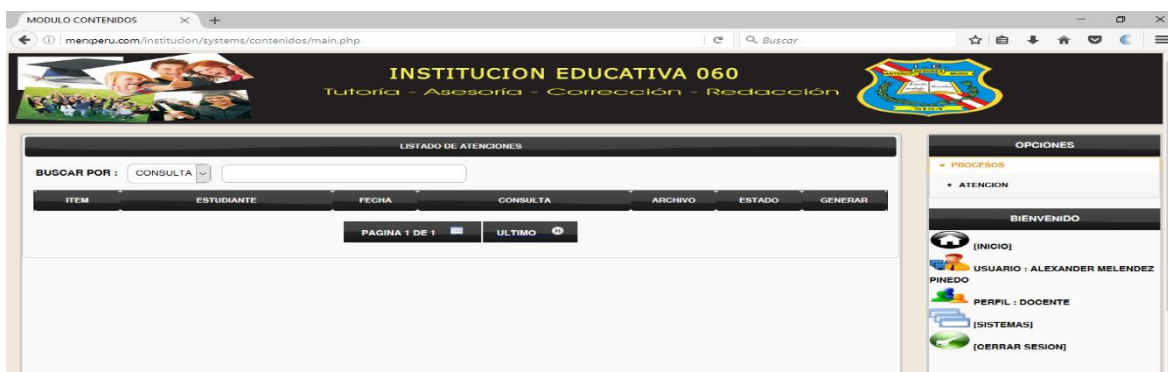 MODULO CONTENIDOS
merxperu.com/institucion/systems/contenidos/main.php
Buscar
INSTITUCION EDUCATIVA 060
Tutoría - Asesoría - Corrección - Redacción
SISA
LISTADO DE ATENCIONES
BUSCAR POR : CONSULTA
ITEM ESTUDIANTE FECHA CONSULTA ARCHIVO ESTADO GENERAR
PAGINA 1 DE 1 ULTIMO
OPCIONES
PROCESOS
ATENCION
BIENVENIDO
[INICIO]
USUARIO : ALEXANDER MELENDEZ
PINEDO
PERFIL : DOCENTE
[SISTEMAS]
[CERRAR SESION]